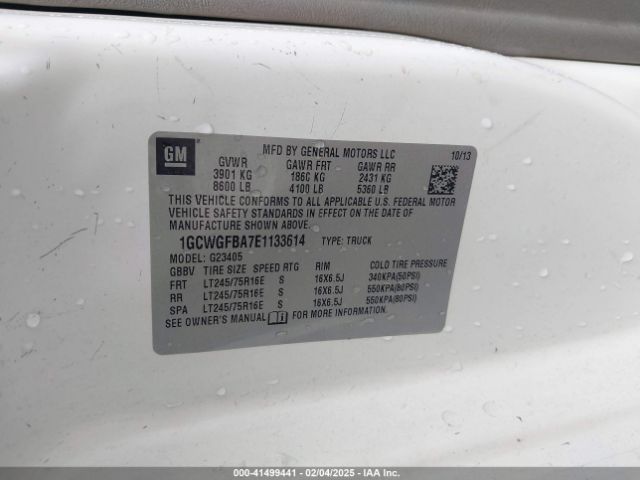 GM
MFD BY GENERAL MOTORS LLC 10/13
GVWR GAWR FRT GAWR RR
3901 KG 186C KG 2431 KG
8600 LB 4100 LB 5360 LB
THIS VEHICLE CONFORMS TO ALL APPLICABLE U.S. FEDERAL MOTOR
VEHICLE SAFETY STANDARDS IN EFFECT ON THE DATE OF
MANUFACTURE SHOWN ABOVE.
1GCWGFBA7E1133614 TYPE: TRUCK
MODEL: G23405
GBBV TIRE SIZE SPEED RTG RIM COLD TIRE PRESSURE
FRT LT245/75R16E S 16X6.5J 340KPA(50PSI)
RR LT245/75R16E S 16X6.5J 550KPA(80PSI)
SPA LT245/75R16E S 16X6.5J 550KPA(80PSI)
SEE OWNER'S MANUAL FOR MORE INFORMATION.
000-41499441 - 02/04/2025 - IAAI.COM